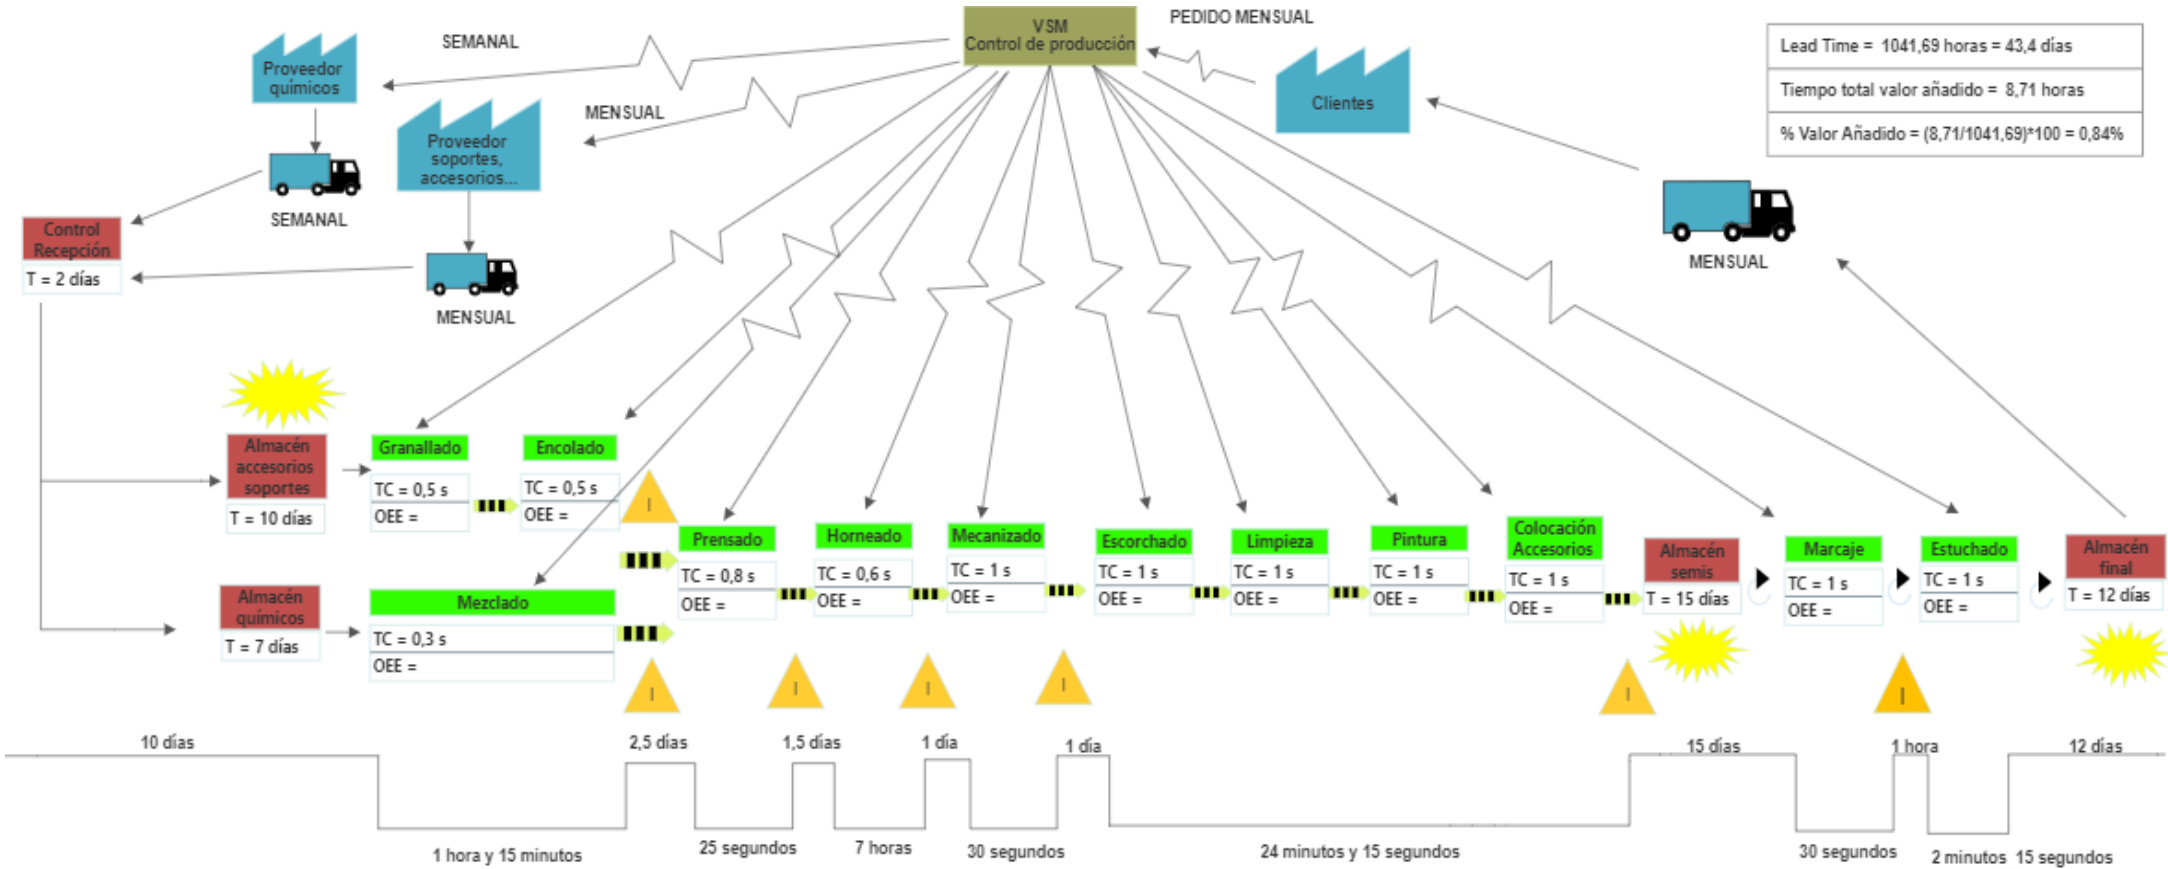 VSM
Control de producción
PEDIDO MENSUAL
SEMANAL
MENSUAL
Proveedor
químicos
Proveedor
soportes,
accesorios...
Clientes
Lead Time = 1041,69 horas = 43,4 días
Tiempo total valor añadido = 8,71 horas
% Valor Añadido = (8,71/1041,69)*100 = 0,84%
SEMANAL
MENSUAL
MENSUAL
Control
Recepción
T = 2 días
Almacén
accesorios
soportes
T = 10 días
Granallado
TC = 0,5 s
OEE =
Encolado
TC = 0,5 s
OEE =
I
Almacén
químicos
T = 7 días
Mezclado
TC = 0,3 s
OEE =
Prensado
TC = 0,8 s
OEE =
Horneado
TC = 0,6 s
OEE =
Mecanizado
TC = 1 s
OEE =
Escorchado
TC = 1 s
OEE =
Limpieza
TC = 1 s
OEE =
Pintura
TC = 1 s
OEE =
Colocación
Accesorios
TC = 1 s
OEE =
Almacén
semis
T = 15 días
Marcaje
TC = 1 s
OEE =
Estuchado
TC = 1 s
OEE =
Almacén
final
T = 12 días
I
I
I
I
I
I
10 días
2,5 días
1,5 días
1 día
1 día
15 días
1 hora
12 días
1 hora y 15 minutos
25 segundos
7 horas
30 segundos
24 minutos y 15 segundos
30 segundos
2 minutos 15 segundos